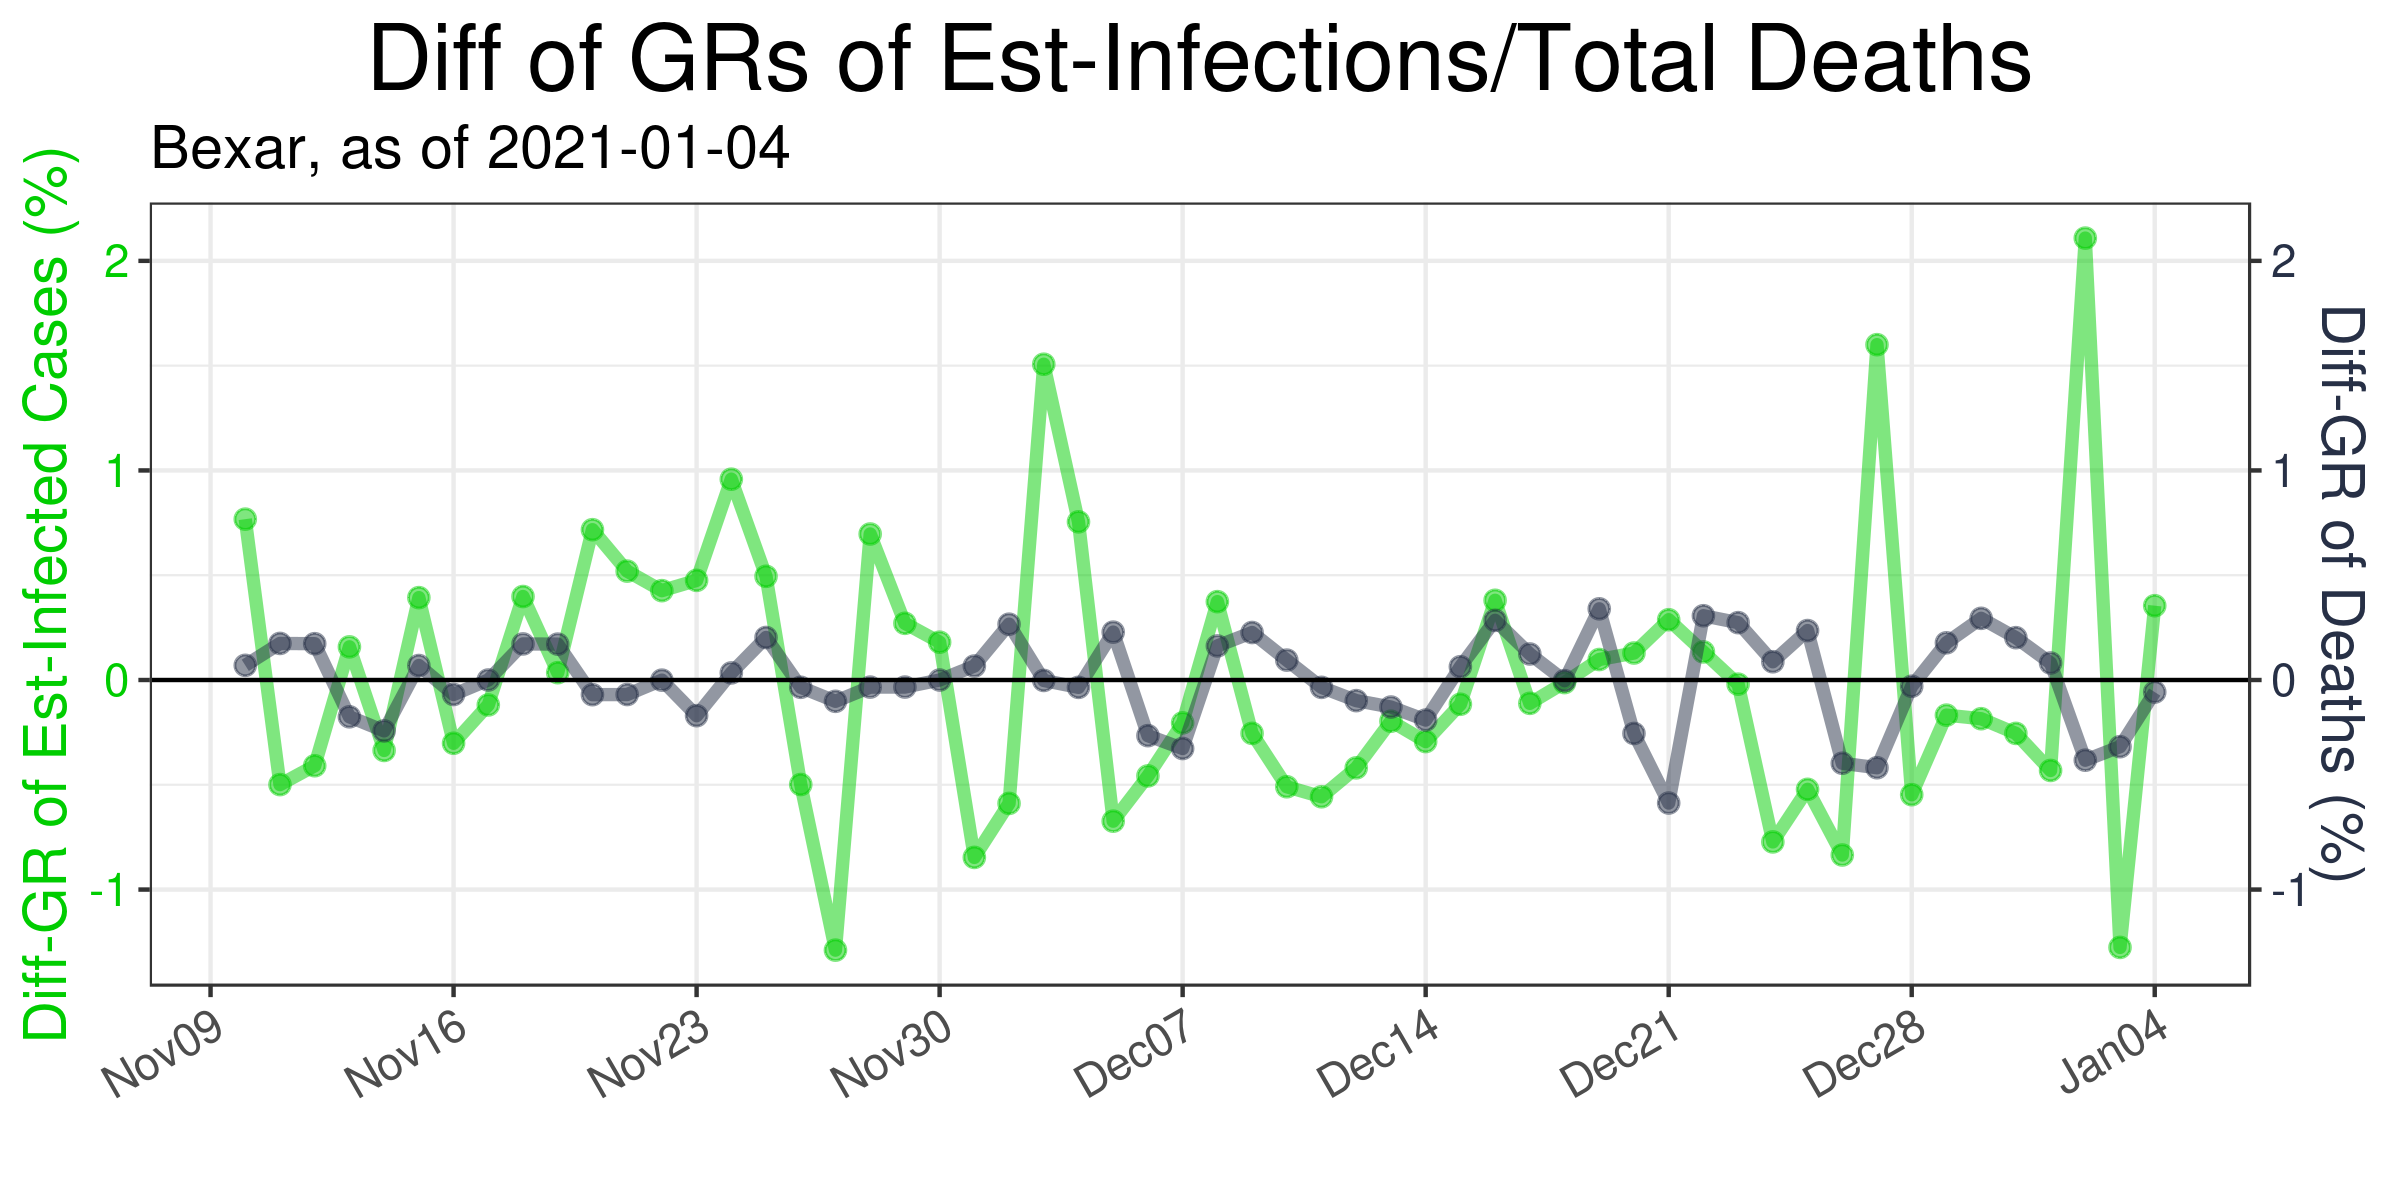 Diff of GRs of Est-Infections/Total Deaths
Bexar, as of 2021-01-04
Diff-GR of Est-Infected Cases (%)
2
1
0
-1
2
1
0
-1
Diff-GR of Deaths (%)
Nov09
Nov16
Nov23
Nov30
Dec07
Dec14
Dec21
Dec28
Jan04